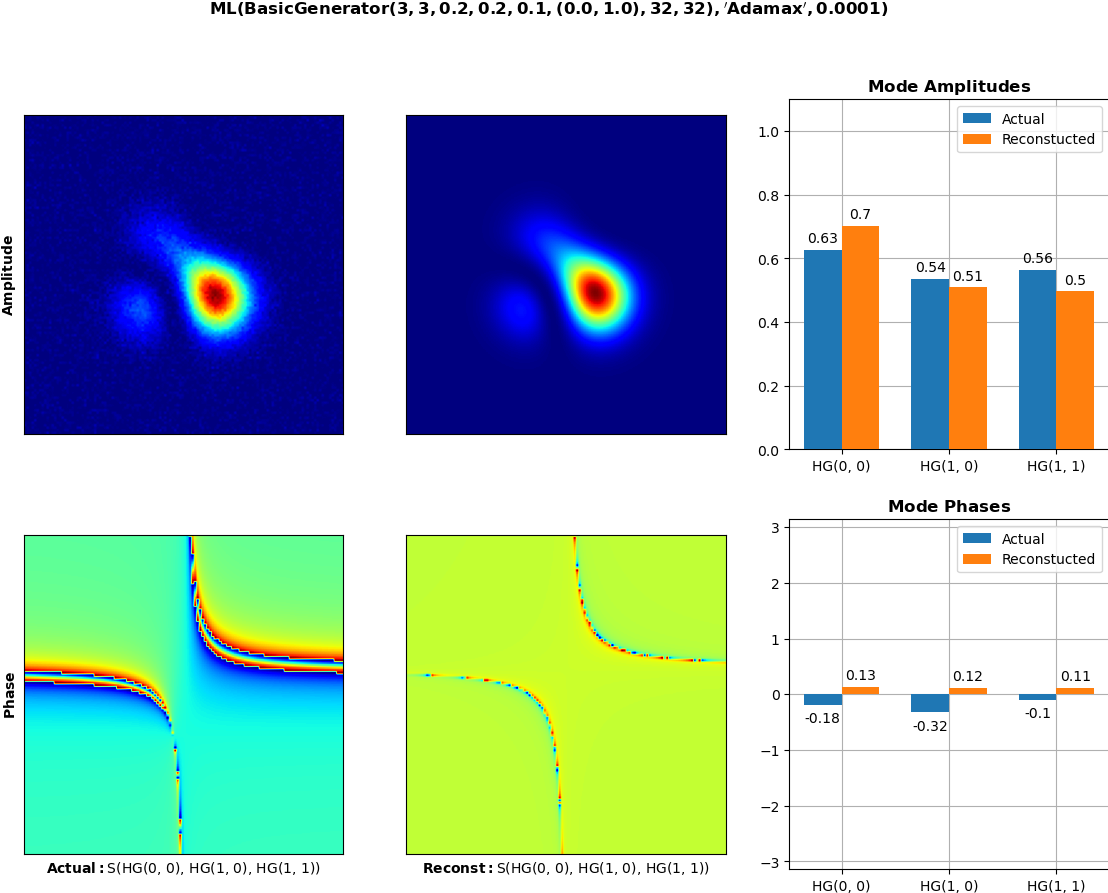 ML(BasicGenerator(3, 3, 0.2, 0.2, 0.1, (0.0, 1.0), 32, 32), 'Adamax', 0.0001)
Amplitude
Mode Amplitudes
Actual
Reconstucted
1.0
0.8
0.6
0.4
0.2
0.0
0.63
0.7
0.54
0.51
0.56
0.5
HG(0, 0)
HG(1, 0)
HG(1, 1)
Phase
Actual: S(HG(0, 0), HG(1, 0), HG(1, 1))
Reconst: S(HG(0, 0), HG(1, 0), HG(1, 1))
Mode Phases
Actual
Reconstucted
3
2
1
0
−1
−2
−3
-0.18
0.13
-0.32
0.12
-0.1
0.11
HG(0, 0)
HG(1, 0)
HG(1, 1)